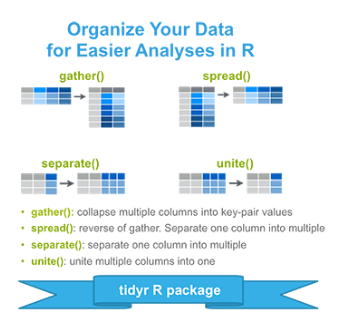 Organize Your Data
for Easier Analyses in R
gather()
spread()
separate()
unite()
• gather(): collapse multiple columns into key-pair values
• spread(): reverse of gather. Separate one column into multiple
• separate(): separate one column into multiple
• unite(): unite multiple columns into one
tidyr R package